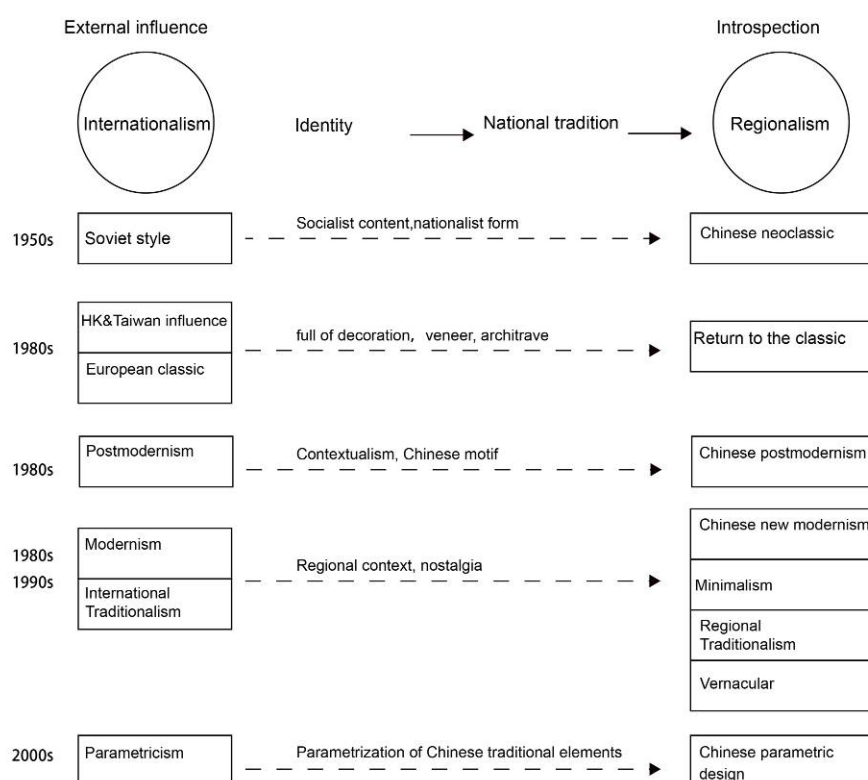 External influence
Introspection
Internationalism
Identity
National tradition
Regionalism
1950s
Soviet style
Socialist content,nationalist form
Chinese neoclassic
1980s
HK&Taiwan influence
European classic
full of decoration, veneer, architrave
Return to the classic
1980s
Postmodernism
Contextualism, Chinese motif
Chinese postmodernism
1980s
1990s
Modernism
International
Traditionalism
Regional context, nostalgia
Chinese new modernism
Minimalism
Regional
Traditionalism
Vernacular
2000s
Parametricism
Parametrization of Chinese traditional elements
Chinese parametric
design